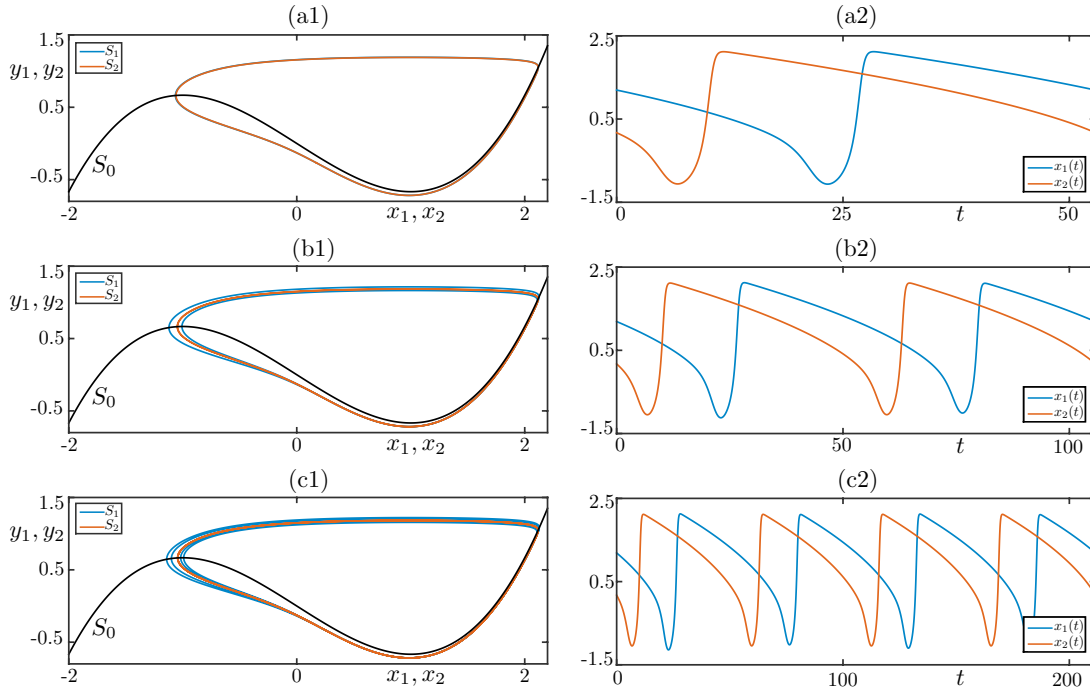 (a1)
1.5
y₁, y₂
0.5
-0.5
S₁
S₂
S₀
-2
0
x₁, x₂
2
(a2)
2.5
0.5
-1.5
x₁(t)
x₂(t)
0
25
t
50
(b1)
1.5
y₁, y₂
0.5
-0.5
S₁
S₂
S₀
-2
0
x₁, x₂
2
(b2)
2.5
0.5
-1.5
x₁(t)
x₂(t)
0
50
t
100
(c1)
1.5
y₁, y₂
0.5
-0.5
S₁
S₂
S₀
-2
0
x₁, x₂
2
(c2)
2.5
0.5
-1.5
x₁(t)
x₂(t)
0
100
t
200